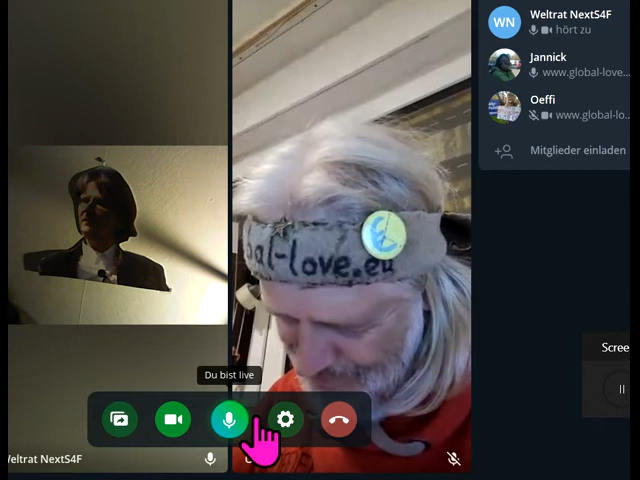 WN
Weltrat NextS4F
hört zu
Jannick
www.global-love...
Oeffi
www.global-lo...
Mitglieder einladen
bal-love.eu
Scree
Du bist live
Weltrat NextS4F